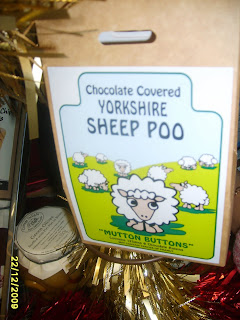 Chocolate Covered
YORKSHIRE
SHEEP POO
"MUTTON BUTTONS"
22/12/2009